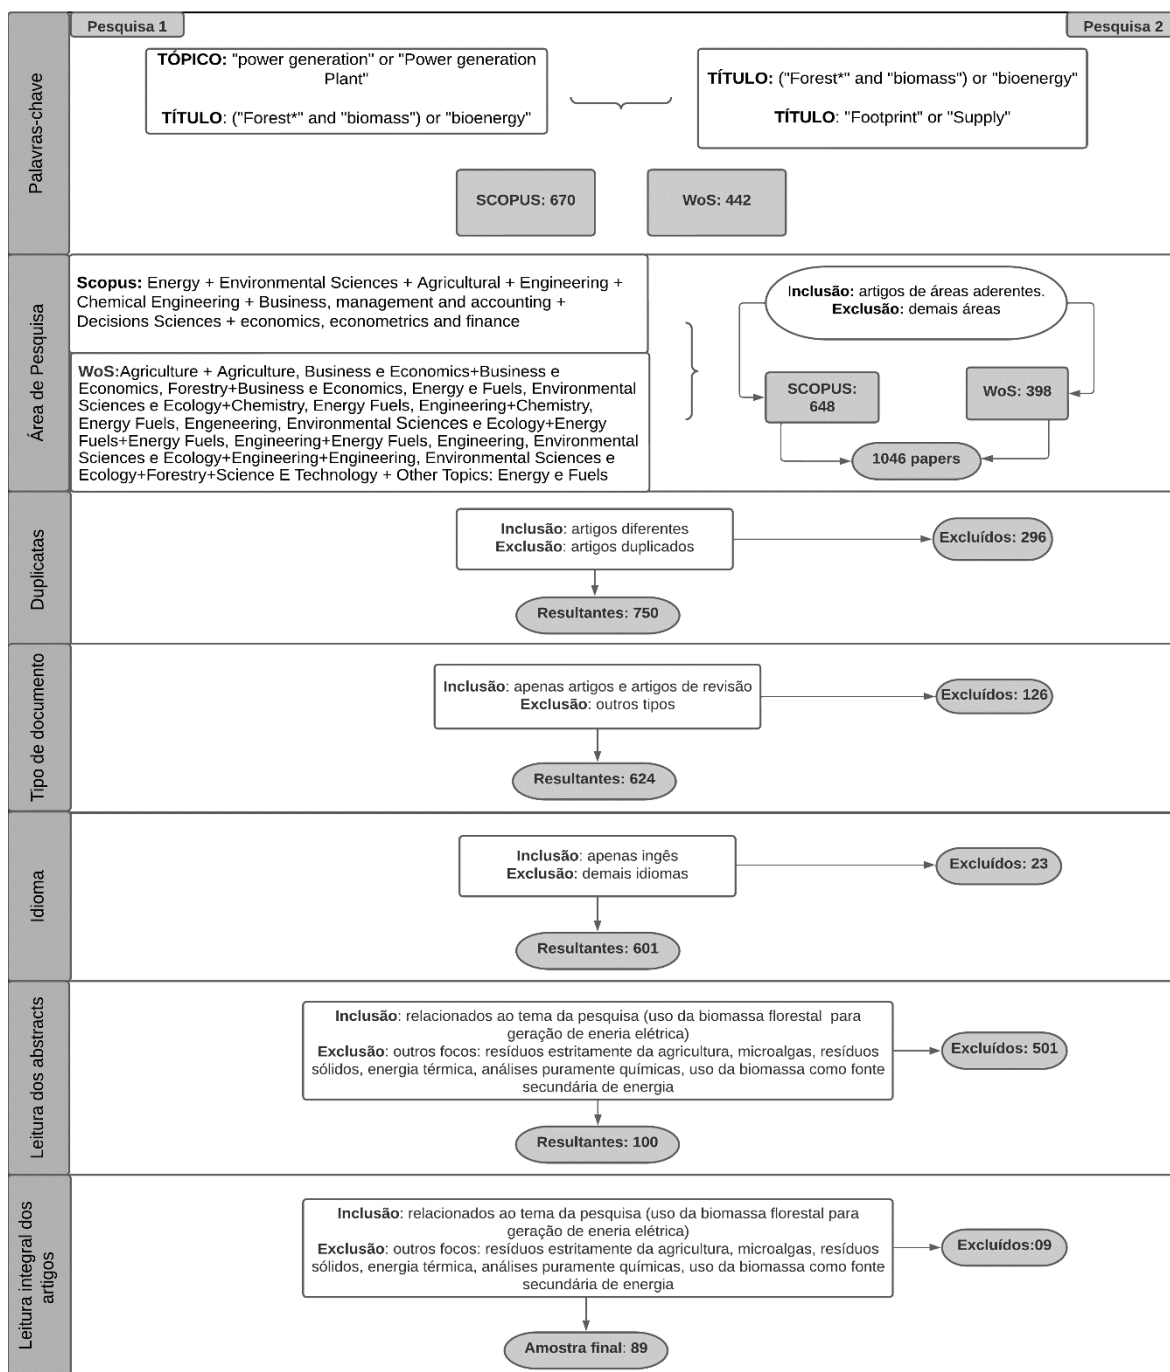 Pesquisa 1
Pesquisa 2
Palavras-chave
TÓPICO: "power generation" or "Power generation
Plant"
TÍTULO: ("Forest*" and "biomass") or "bioenergy"
TÍTULO: ("Forest*" and "biomass") or "bioenergy"
TÍTULO: "Footprint" or "Supply"
SCOPUS: 670
WoS: 442
Área de Pesquisa
Scopus: Energy + Environmental Sciences + Agricultural + Engineering +
Chemical Engineering + Business, management and accounting +
Decisions Sciences + economics, econometrics and finance
WoS:Agriculture + Agriculture, Business e Economics+Business e
Economics, Forestry+Business e Economics, Energy e Fuels, Environmental
Sciences e Ecology+Chemistry, Energy Fuels, Engineering+Chemistry,
Energy Fuels, Engeneering, Environmental Sciences e Ecology+Energy
Fuels+Energy Fuels, Engineering+Energy Fuels, Engineering, Environmental
Sciences e Ecology+Engineering+Engineering, Environmental Sciences e
Ecology+Forestry+Science E Technology + Other Topics: Energy e Fuels
Inclusão: artigos de áreas aderentes.
Exclusão: demais áreas
SCOPUS:
648
WoS: 398
1046 papers
Duplicatas
Inclusão: artigos diferentes
Exclusão: artigos duplicados
Excluídos: 296
Resultantes: 750
Tipo de documento
Inclusão: apenas artigos e artigos de revisão
Exclusão: outros tipos
Excluídos: 126
Resultantes: 624
Idioma
Inclusão: apenas ingês
Exclusão: demais idiomas
Excluídos: 23
Resultantes: 601
Leitura dos abstracts
Inclusão: relacionados ao tema da pesquisa (uso da biomassa florestal para
geração de eneria elétrica)
Exclusão: outros focos: resíduos estritamente da agricultura, microalgas, resíduos
sólidos, energia térmica, análises puramente químicas, uso da biomassa como fonte
secundária de energia
Excluídos: 501
Resultantes: 100
Leitura integral dos
artigos
Inclusão: relacionados ao tema da pesquisa (uso da biomassa florestal para
geração de eneria elétrica)
Exclusão: outros focos: resíduos estritamente da agricultura, microalgas, resíduos
sólidos, energia térmica, análises puramente químicas, uso da biomassa como fonte
secundária de energia
Excluídos:09
Amostra final: 89